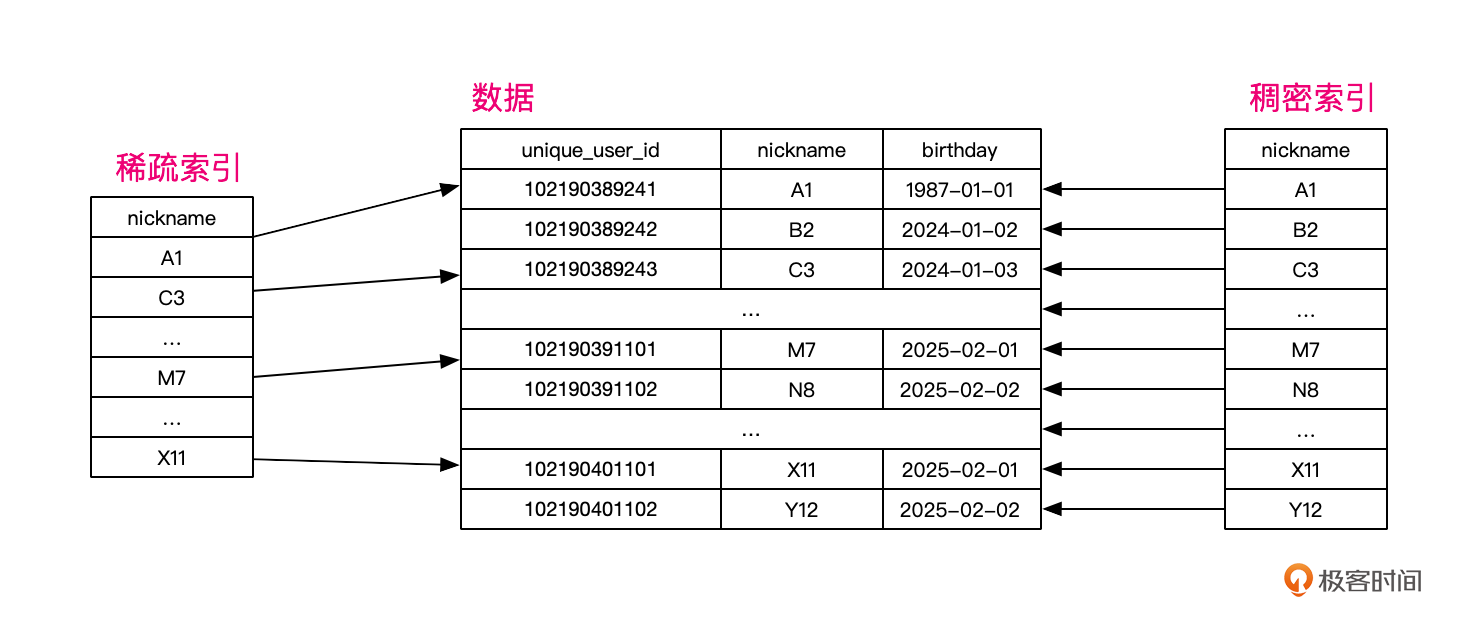 数据
稠密索引
稀疏索引
unique_user_id nickname birthday
102190389241 A1 1987-01-01
102190389242 B2 2024-01-02
102190389243 C3 2024-01-03
...
102190391101 M7 2025-02-01
102190391102 N8 2025-02-02
...
102190401101 X11 2025-02-01
102190401102 Y12 2025-02-02
nickname
A1
C3
...
M7
...
X11
nickname
A1
B2
C3
...
M7
N8
...
X11
Y12
极客时间